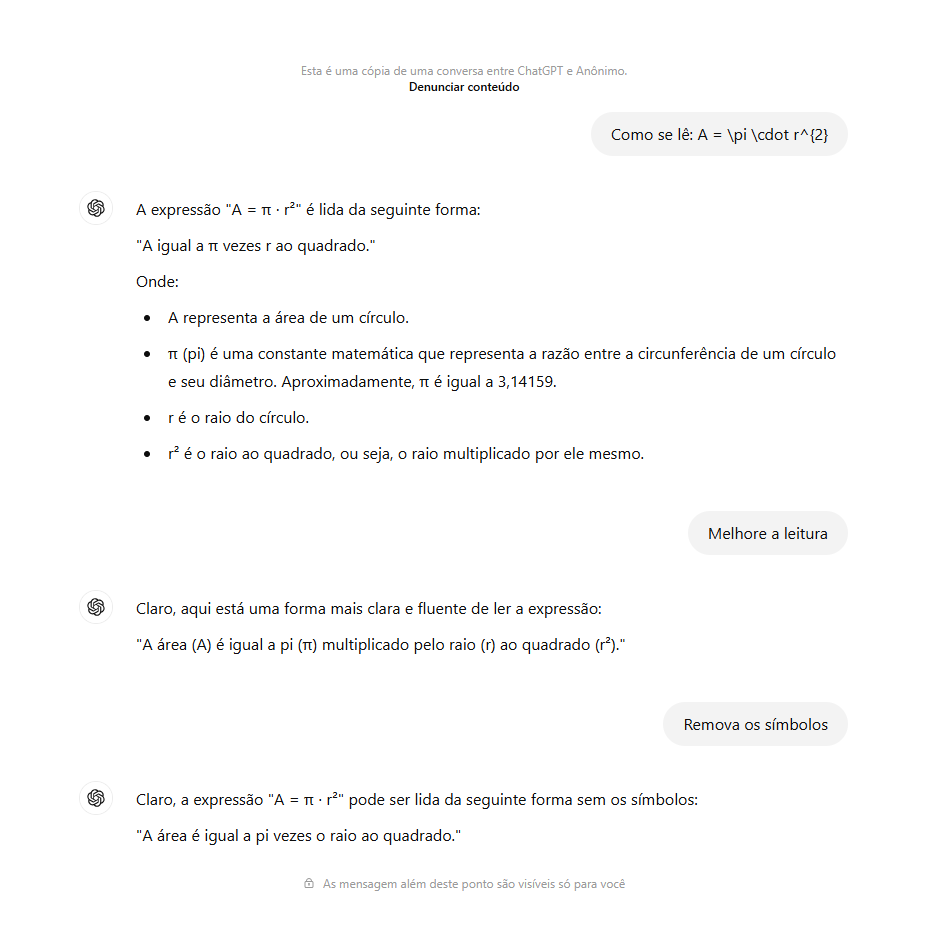 Esta é uma cópia de uma conversa entre ChatGPT e Anônimo.
Denunciar conteúdo
Como se lê: A = \pi \cdot r^{2}
A expressão "A = π · r²" é lida da seguinte forma:
"A igual a π vezes r ao quadrado."
Onde:
• A representa a área de um círculo.
• π (pi) é uma constante matemática que representa a razão entre a circunferência de um círculo
e seu diâmetro. Aproximadamente, π é igual a 3,14159.
• r é o raio do círculo.
• r² é o raio ao quadrado, ou seja, o raio multiplicado por ele mesmo.
Melhore a leitura
Claro, aqui está uma forma mais clara e fluente de ler a expressão:
"A área (A) é igual a pi (π) multiplicado pelo raio (r) ao quadrado (r²)."
Remova os símbolos
Claro, a expressão "A = π · r²" pode ser lida da seguinte forma sem os símbolos:
"A área é igual a pi vezes o raio ao quadrado."
As mensagem além deste ponto são visíveis só para você